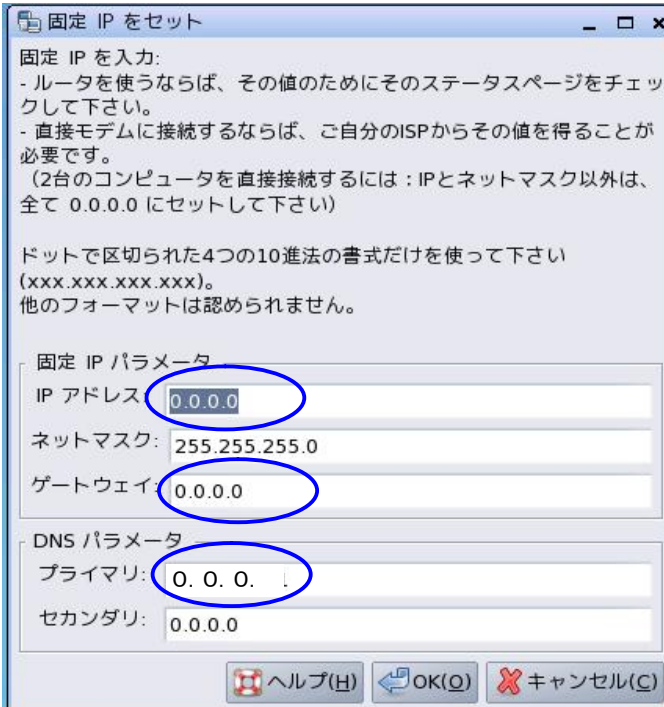 固定 IP をセット
固定 IP を入力:
- ルータを使うならば、その値のためにそのステータスページをチェッ
クして下さい。
- 直接モデムに接続するならば、ご自分のISPからその値を得ることが
必要です。
（2台のコンピュータを直接接続するには：IPとネットマスク以外は、
全て 0.0.0.0 にセットして下さい）
ドットで区切られた4つの10進法の書式だけを使って下さい
(xxx.xxx.xxx.xxx)。
他のフォーマットは認められません。
固定 IP パラメータ
IP アドレス: 0.0.0.0
ネットマスク: 255.255.255.0
ゲートウェイ: 0.0.0.0
DNS パラメータ
プライマリ: 0. 0. 0.
セカンダリ: 0.0.0.0
ヘルプ(H) OK(O) キャンセル(C)